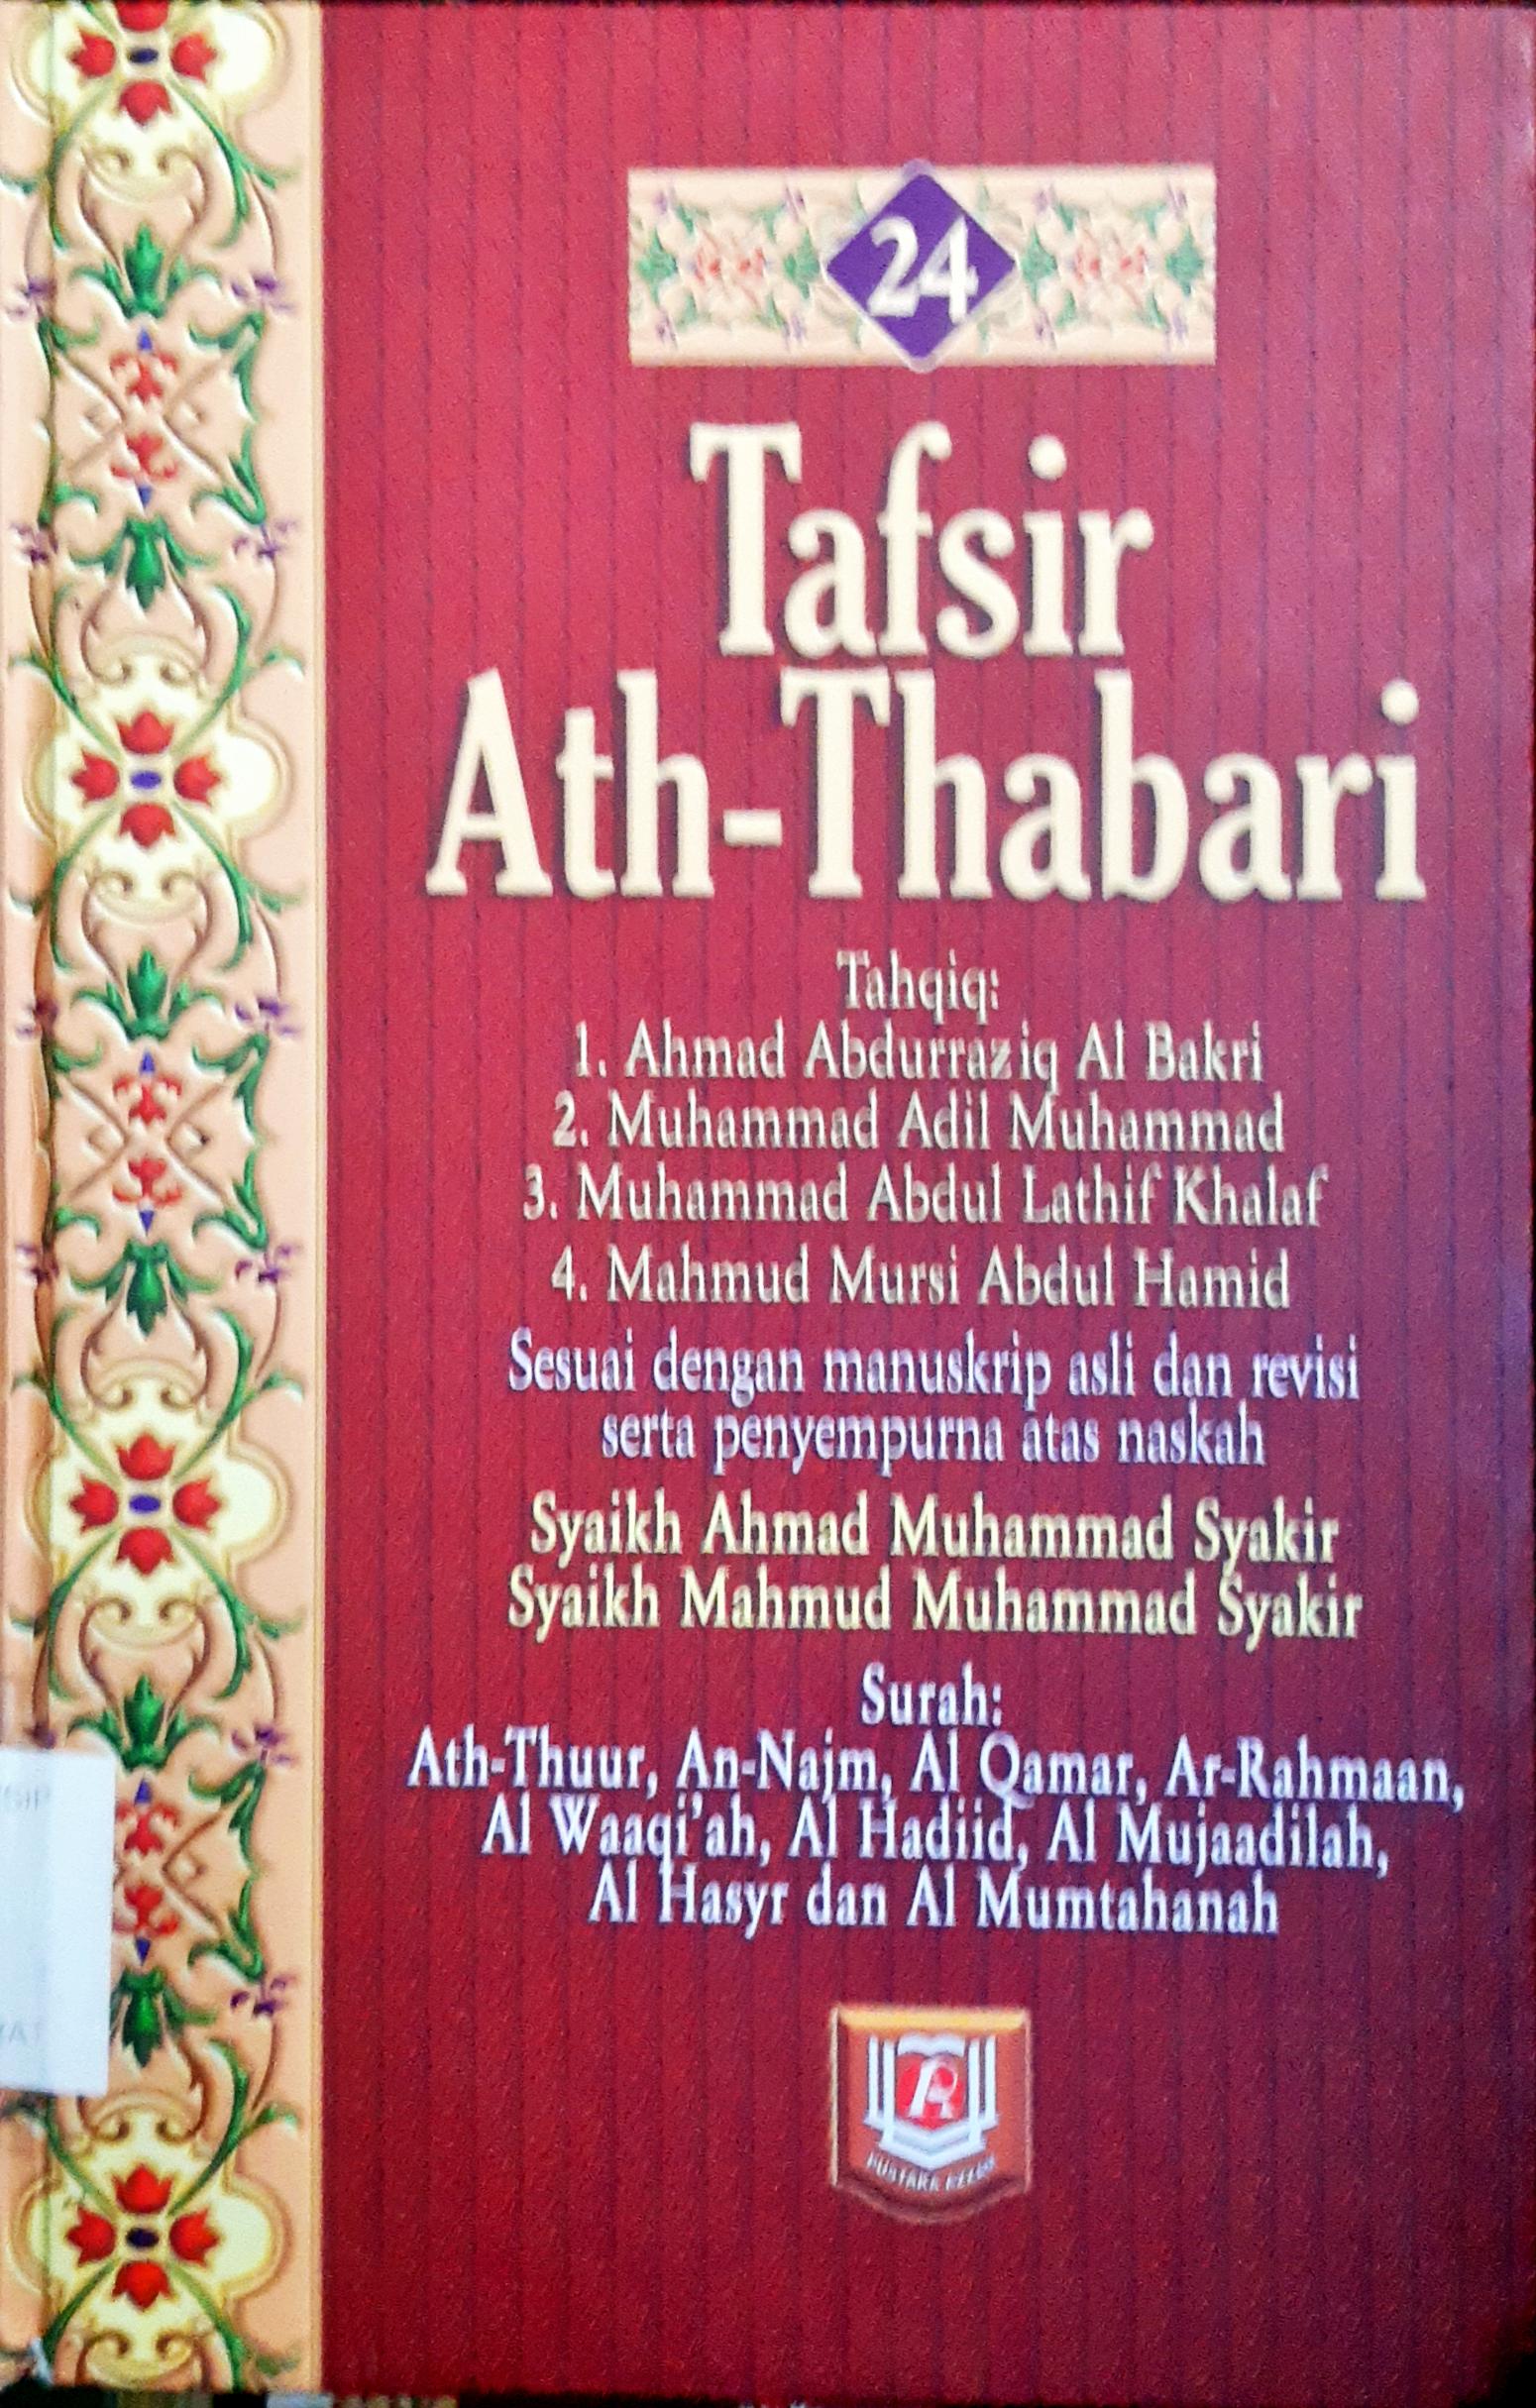 24
Tafsir
Ath-Thabari
Tahqiq:
1. Ahmad Abdurraziq Al Bakri
2. Muhammad Adil Muhammad
3. Muhammad Abdul Lathif Khalaf
4. Mahmud Mursi Abdul Hamid
Sesuai dengan manuskrip asli dan revisi
serta penyempurna atas naskah
Syaikh Ahmad Muhammad Syakir
Syaikh Mahmud Muhammad Syakir
Surah:
Ath-Thuur, An-Najm, Al Qamar, Ar-Rahmaan,
Al Waaqi'ah, Al Hadiid, Al Mujaadilah,
Al Hasyr dan Al Mumtahanah
PUSTAKA AZZAM